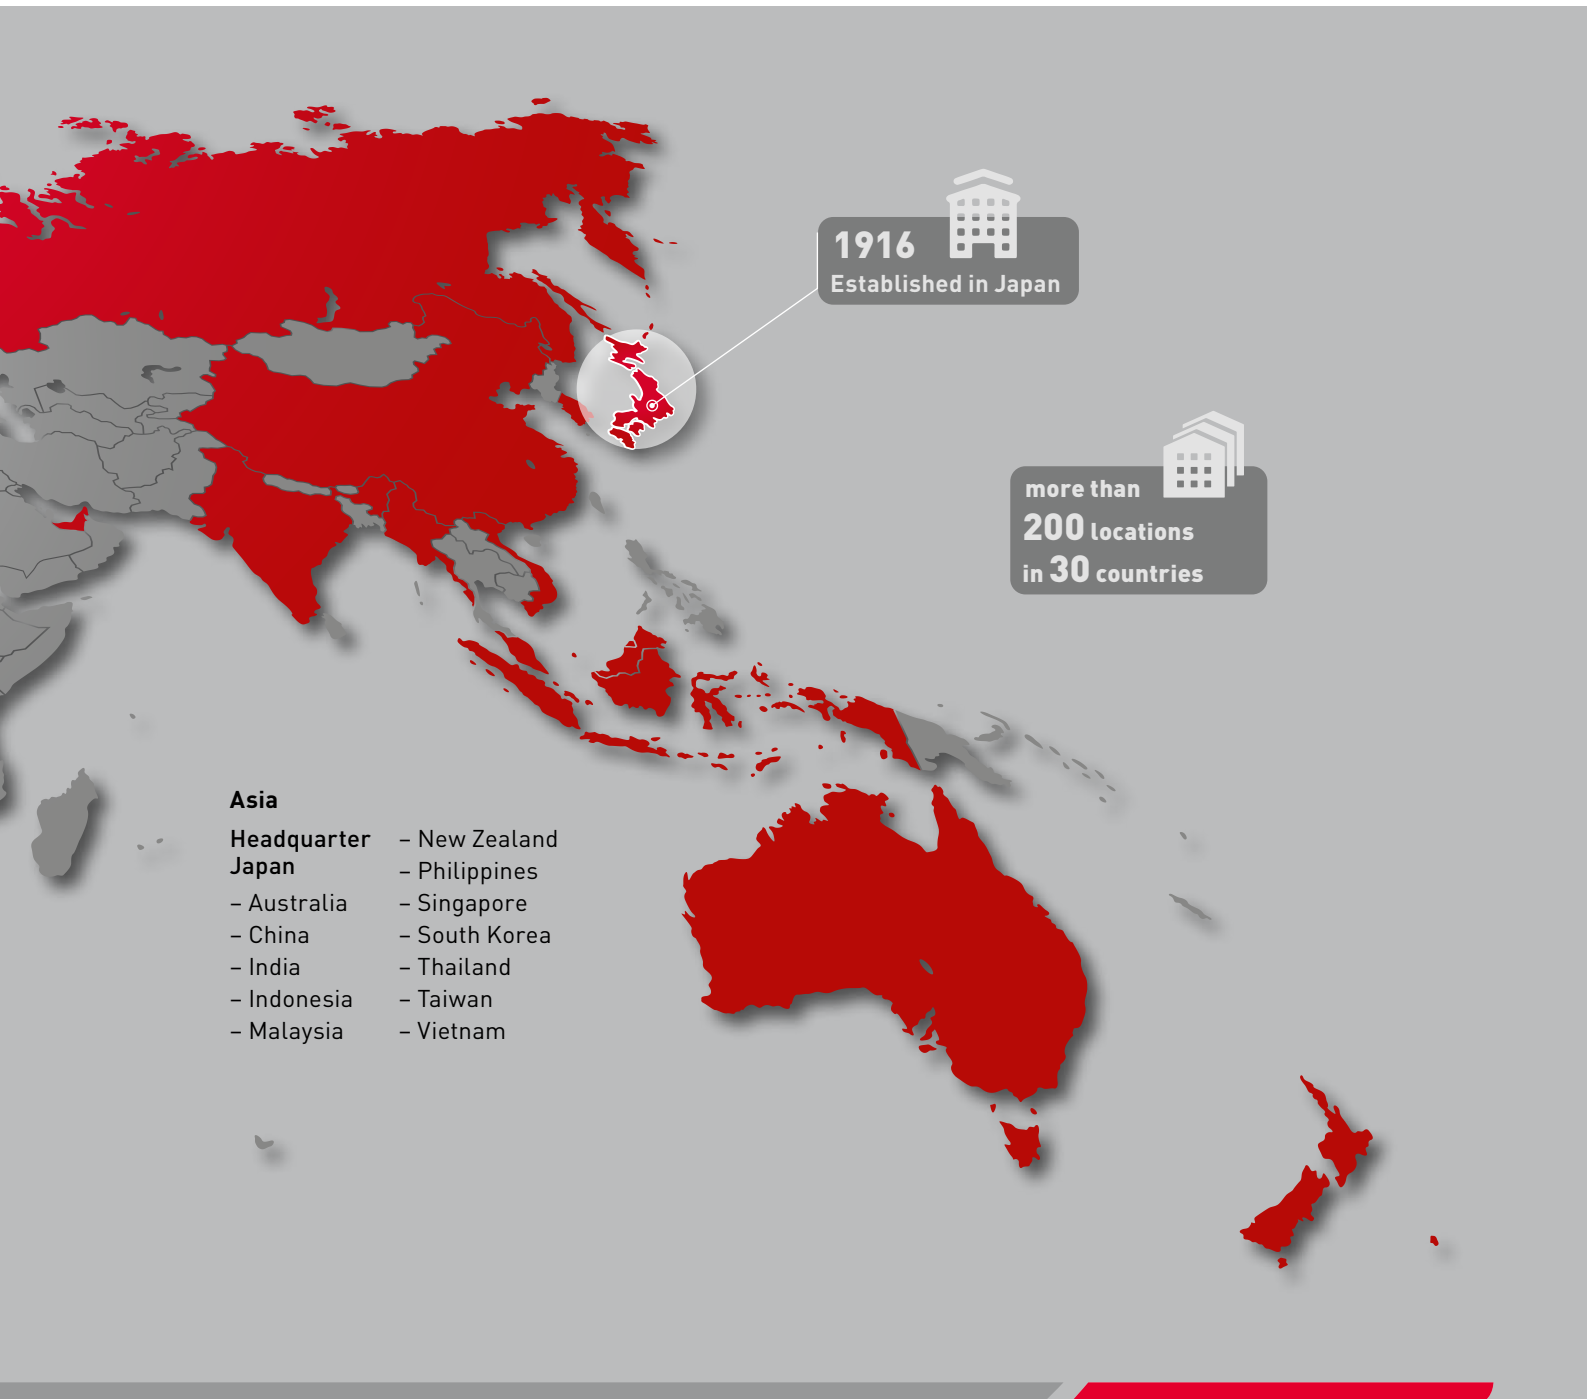 1916
Established in Japan
more than
200 locations
in 30 countries
Asia
Headquarter
Japan
– Australia
– China
– India
– Indonesia
– Malaysia
– New Zealand
– Philippines
– Singapore
– South Korea
– Thailand
– Taiwan
– Vietnam